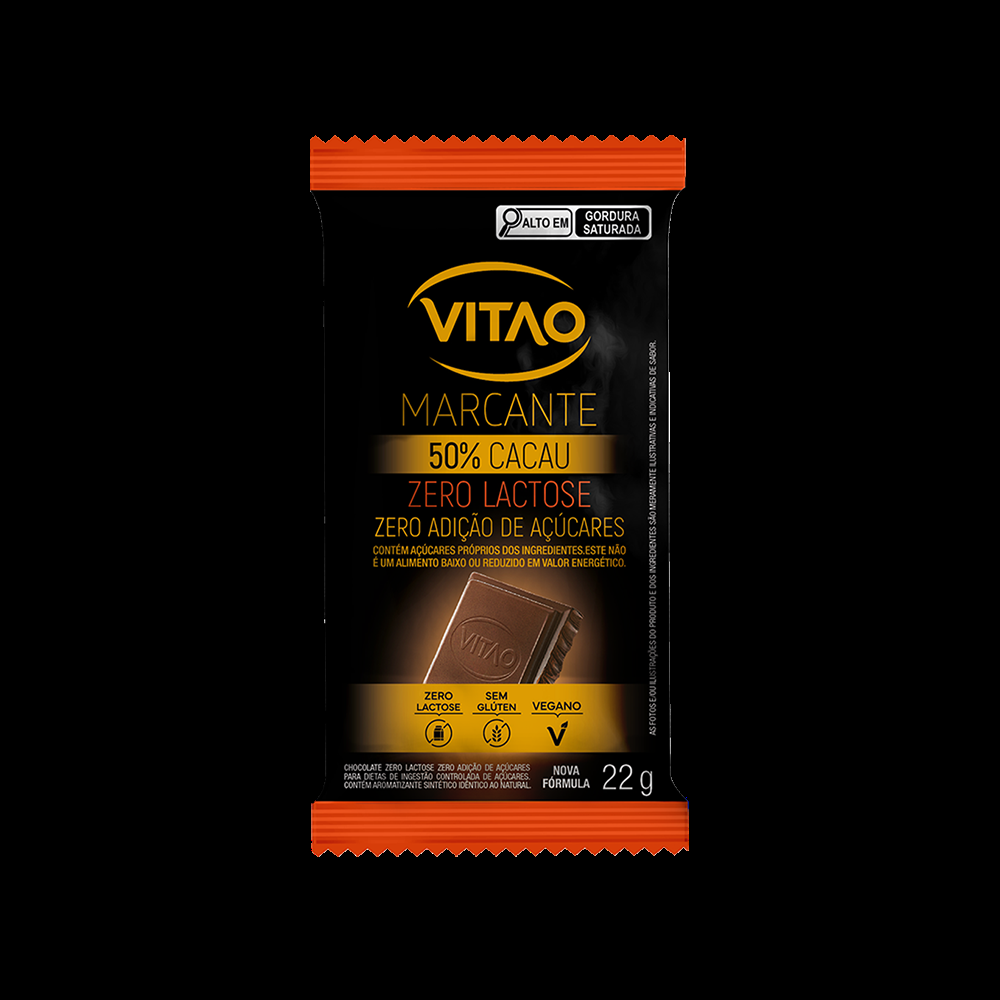 ALTO EM
GORDURA
SATURADA
VITAO
MARCANTE
50% CACAU
ZERO LACTOSE
ZERO ADIÇÃO DE AÇÚCARES
CONTÉM AÇÚCARES PRÓPRIOS DOS INGREDIENTES.ESTE NÃO
É UM ALIMENTO BAIXO OU REDUZIDO EM VALOR ENERGÉTICO.
AS FOTOS E/OU ILUSTRAÇÕES DO PRODUTO E DOS INGREDIENTES SÃO MERAMENTE ILUSTRATIVAS E INDICATIVAS DE SABOR.
VITAO
ZERO
LACTOSE
SEM
GLÚTEN
VEGANO
CHOCOLATE ZERO LACTOSE ZERO ADIÇÃO DE AÇÚCARES
PARA DIETAS DE INGESTÃO CONTROLADA DE AÇÚCARES.
CONTÉM AROMATIZANTE SINTÉTICO IDÊNTICO AO NATURAL.
NOVA
FÓRMULA
22 g